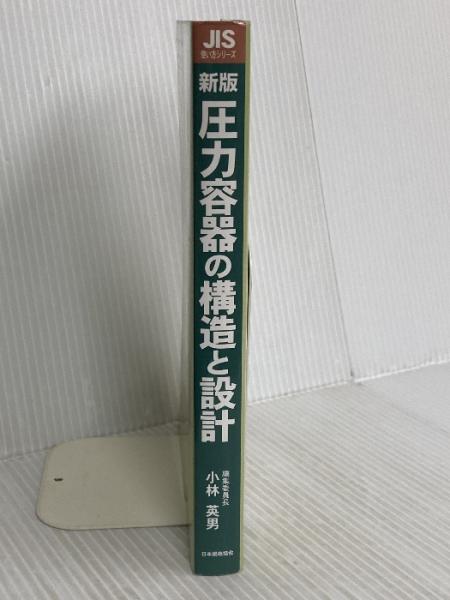 JIS
使い方シリーズ
新版
圧力容器の構造と設計
編集委員長
小林 英男
日本規格協会